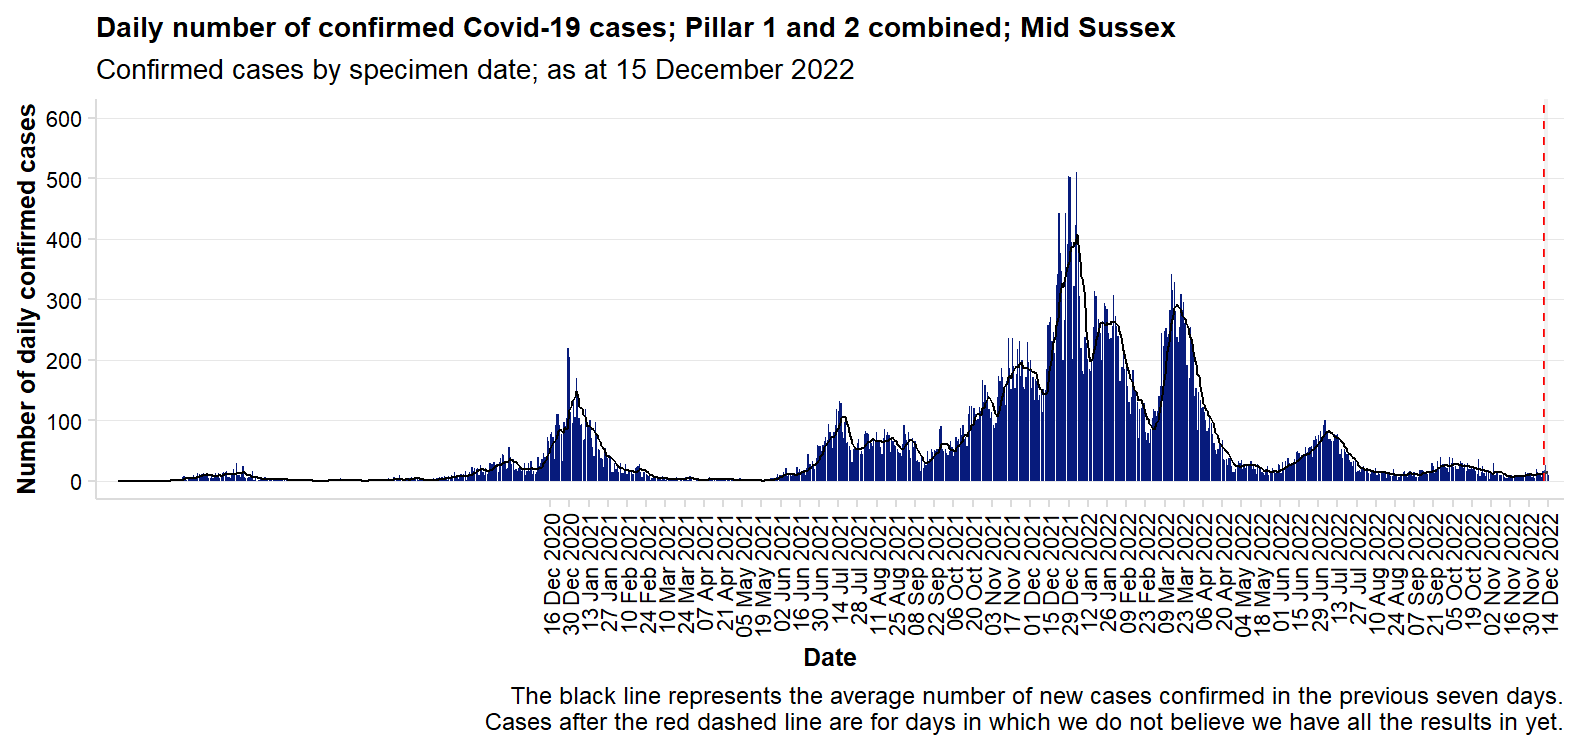 Daily number of confirmed Covid-19 cases; Pillar 1 and 2 combined; Mid Sussex
Confirmed cases by specimen date; as at 15 December 2022
Number of daily confirmed cases
600
500
400
300
200
100
0
16 Dec 2020
30 Dec 2020
13 Jan 2021
27 Jan 2021
10 Feb 2021
24 Feb 2021
10 Mar 2021
24 Mar 2021
07 Apr 2021
21 Apr 2021
05 May 2021
19 May 2021
02 Jun 2021
16 Jun 2021
30 Jun 2021
14 Jul 2021
28 Jul 2021
11 Aug 2021
25 Aug 2021
08 Sep 2021
22 Sep 2021
06 Oct 2021
20 Oct 2021
03 Nov 2021
17 Nov 2021
01 Dec 2021
15 Dec 2021
29 Dec 2021
12 Jan 2022
26 Jan 2022
09 Feb 2022
23 Feb 2022
09 Mar 2022
23 Mar 2022
06 Apr 2022
20 Apr 2022
04 May 2022
18 May 2022
01 Jun 2022
15 Jun 2022
29 Jun 2022
13 Jul 2022
27 Jul 2022
10 Aug 2022
24 Aug 2022
07 Sep 2022
21 Sep 2022
05 Oct 2022
19 Oct 2022
02 Nov 2022
16 Nov 2022
30 Nov 2022
14 Dec 2022
Date
The black line represents the average number of new cases confirmed in the previous seven days.
Cases after the red dashed line are for days in which we do not believe we have all the results in yet.